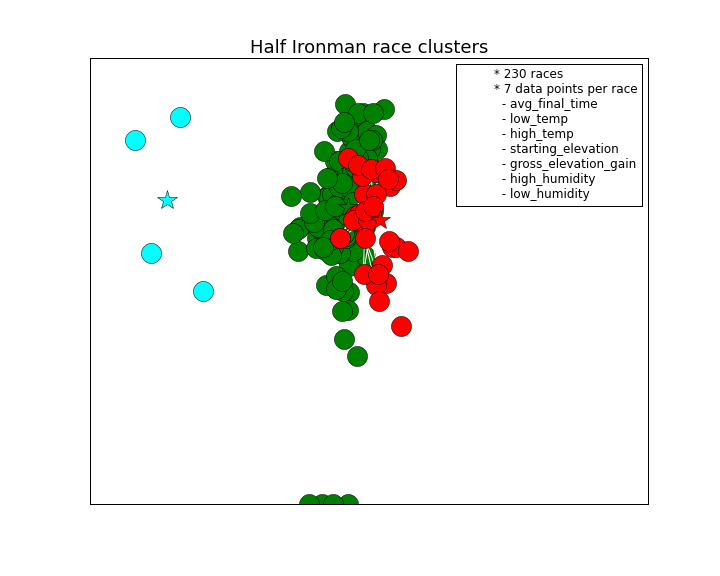 Half Ironman race clusters
* 230 races
* 7 data points per race
- avg_final_time
- low_temp
- high_temp
- starting_elevation
- gross_elevation_gain
- high_humidity
- low_humidity